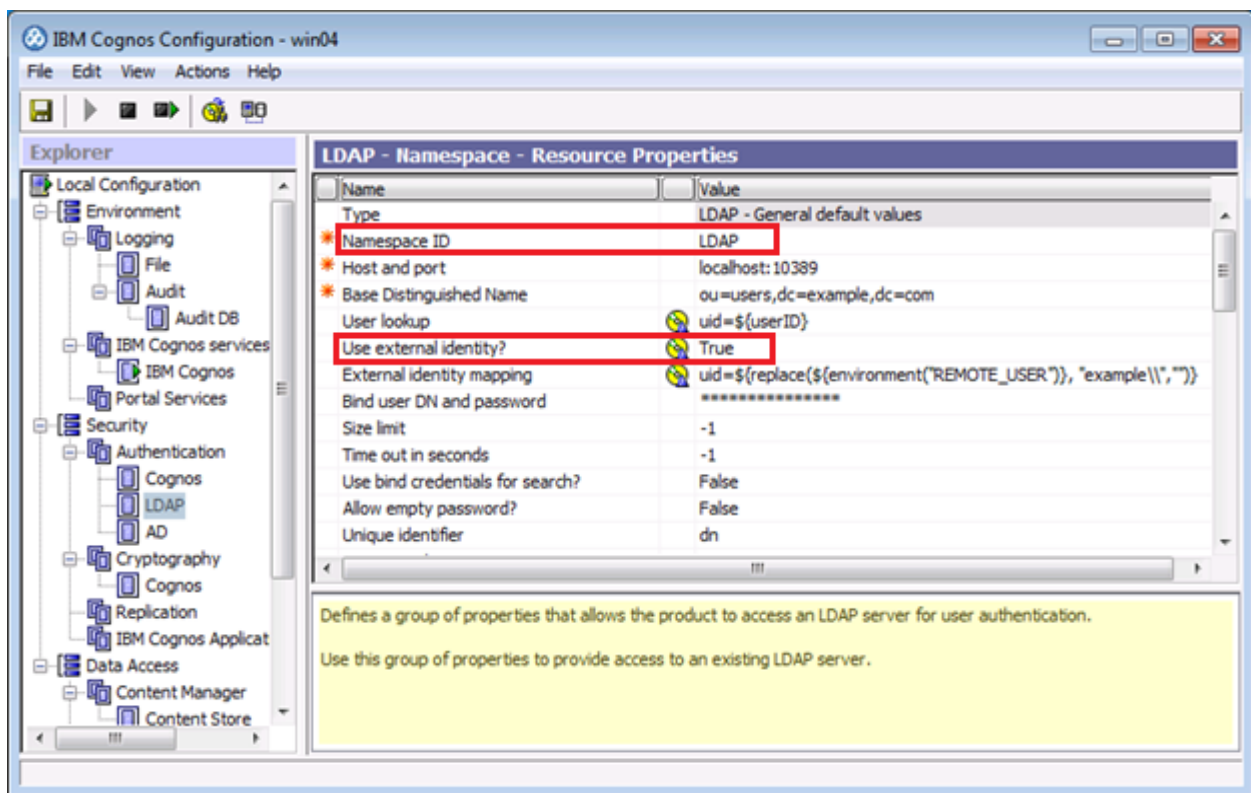 IBM Cognos Configuration - win04
File Edit View Actions Help
Explorer
Local Configuration
Environment
Logging
File
Audit
Audit DB
IBM Cognos services
IBM Cognos
Portal Services
Security
Authentication
Cognos
LDAP
AD
Cryptography
Cognos
Replication
IBM Cognos Applicat
Data Access
Content Manager
Content Store
LDAP - Namespace - Resource Properties
Name Value
Type LDAP - General default values
* Namespace ID LDAP
* Host and port localhost:10389
* Base Distinguished Name ou=users,dc=example,dc=com
User lookup uid=${userID}
Use external identity? True
External identity mapping uid=${replace(${environment("REMOTE_USER")}, "example\\","")}
Bind user DN and password ***************
Size limit -1
Time out in seconds -1
Use bind credentials for search? False
Allow empty password? False
Unique identifier dn
Defines a group of properties that allows the product to access an LDAP server for user authentication.
Use this group of properties to provide access to an existing LDAP server.